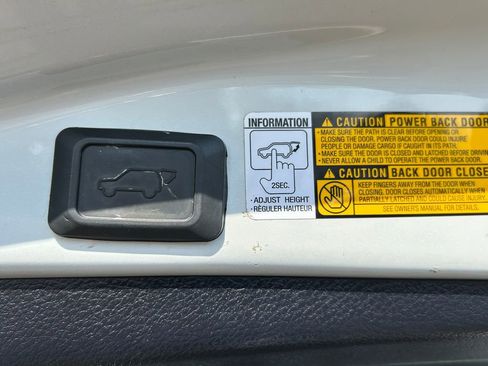 INFORMATION
2SEC.
· ADJUST HEIGHT
· RÉGULER HAUTEUR
CAUTION POWER BACK DOOR
• MAKE SURE THE PATH IS CLEAR BEFORE OPENING OR
CLOSING THE DOOR. POWER BACK DOOR COULD INJURE
PEOPLE OR DAMAGE CARGO IF CAUGHT IN ITS PATH.
• MAKE SURE THE DOOR IS CLOSED AND LATCHED BEFORE DRIVING
• NEVER ALLOW A CHILD TO OPERATE THE POWER BACK DOOR.
CAUTION BACK DOOR CLOSE
KEEP FINGERS AWAY FROM THE DOOR WHEN
CLOSING. DOOR CLOSES AUTOMATICALLY WHEN
PARTIALLY LATCHED AND COULD CAUSE INJURY.
SEE OWNERS MANUAL FOR DETAILS.